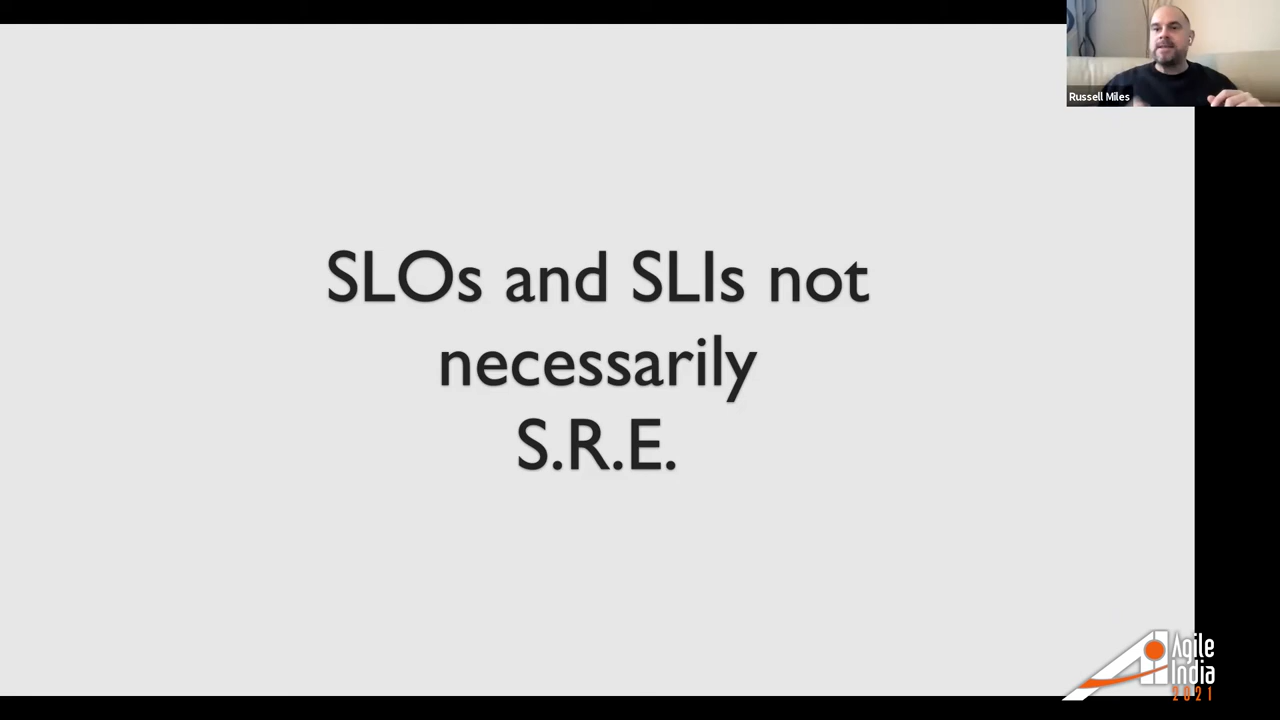 Russell Miles
SLOs and SLIs not
necessarily
S.R.E.
Agile
India
2021